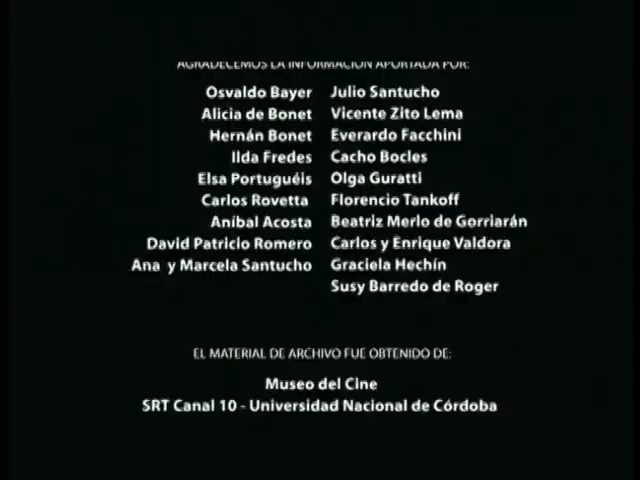 AGRADECEMOS LA INFORMACIÓN APORTADA POR:
Osvaldo Bayer Julio Santucho
Alicia de Bonet Vicente Zito Lema
Hernán Bonet Everardo Facchini
Ilda Fredes Cacho Bocles
Elsa Portuguéis Olga Guratti
Carlos Rovetta Florencio Tankoff
Aníbal Acosta Beatriz Merlo de Gorriarán
David Patricio Romero Carlos y Enrique Valdora
Ana y Marcela Santucho Graciela Hechín
Susy Barredo de Roger
EL MATERIAL DE ARCHIVO FUE OBTENIDO DE:
Museo del Cine
SRT Canal 10 - Universidad Nacional de Córdoba